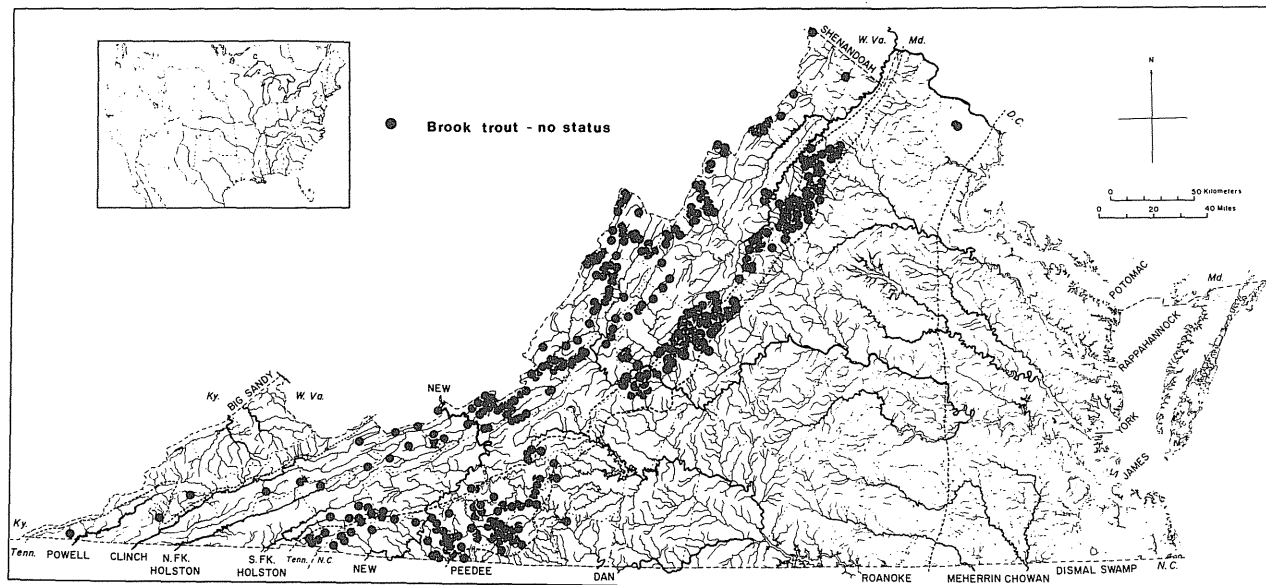 SHENANDOAH
W. Va.
Md.
N
Brook trout - no status
D.C.
0 50 Kilometers
0 20 40 Miles
POTOMAC
Md.
RAPPAHANNOCK
YORK
JAMES
Ky.
BIG SANDY
W. Va.
NEW
Ky.
Tenn.
POWELL
CLINCH
N. FK.
HOLSTON
S. FK.
HOLSTON
Tenn. / N.C.
NEW
PEEDEE
DAN
ROANOKE
MEHERRIN
CHOWAN
DISMAL SWAMP
N.C.